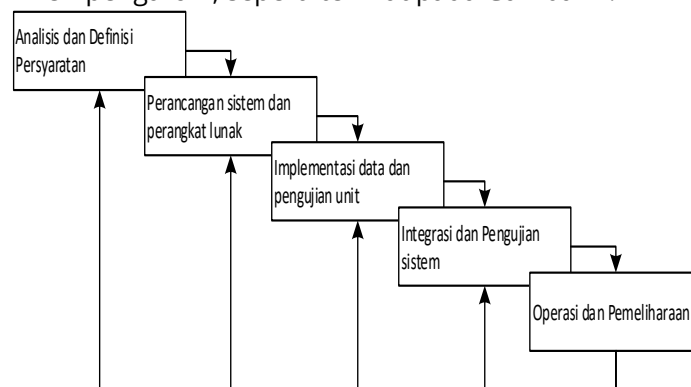 Analisis dan Definisi
Persyaratan
Perancangan sistem dan
perangkat lunak
Implementasi data dan
pengujian unit
Integrasi dan Pengujian
sistem
Operasi dan Pemeliharaan